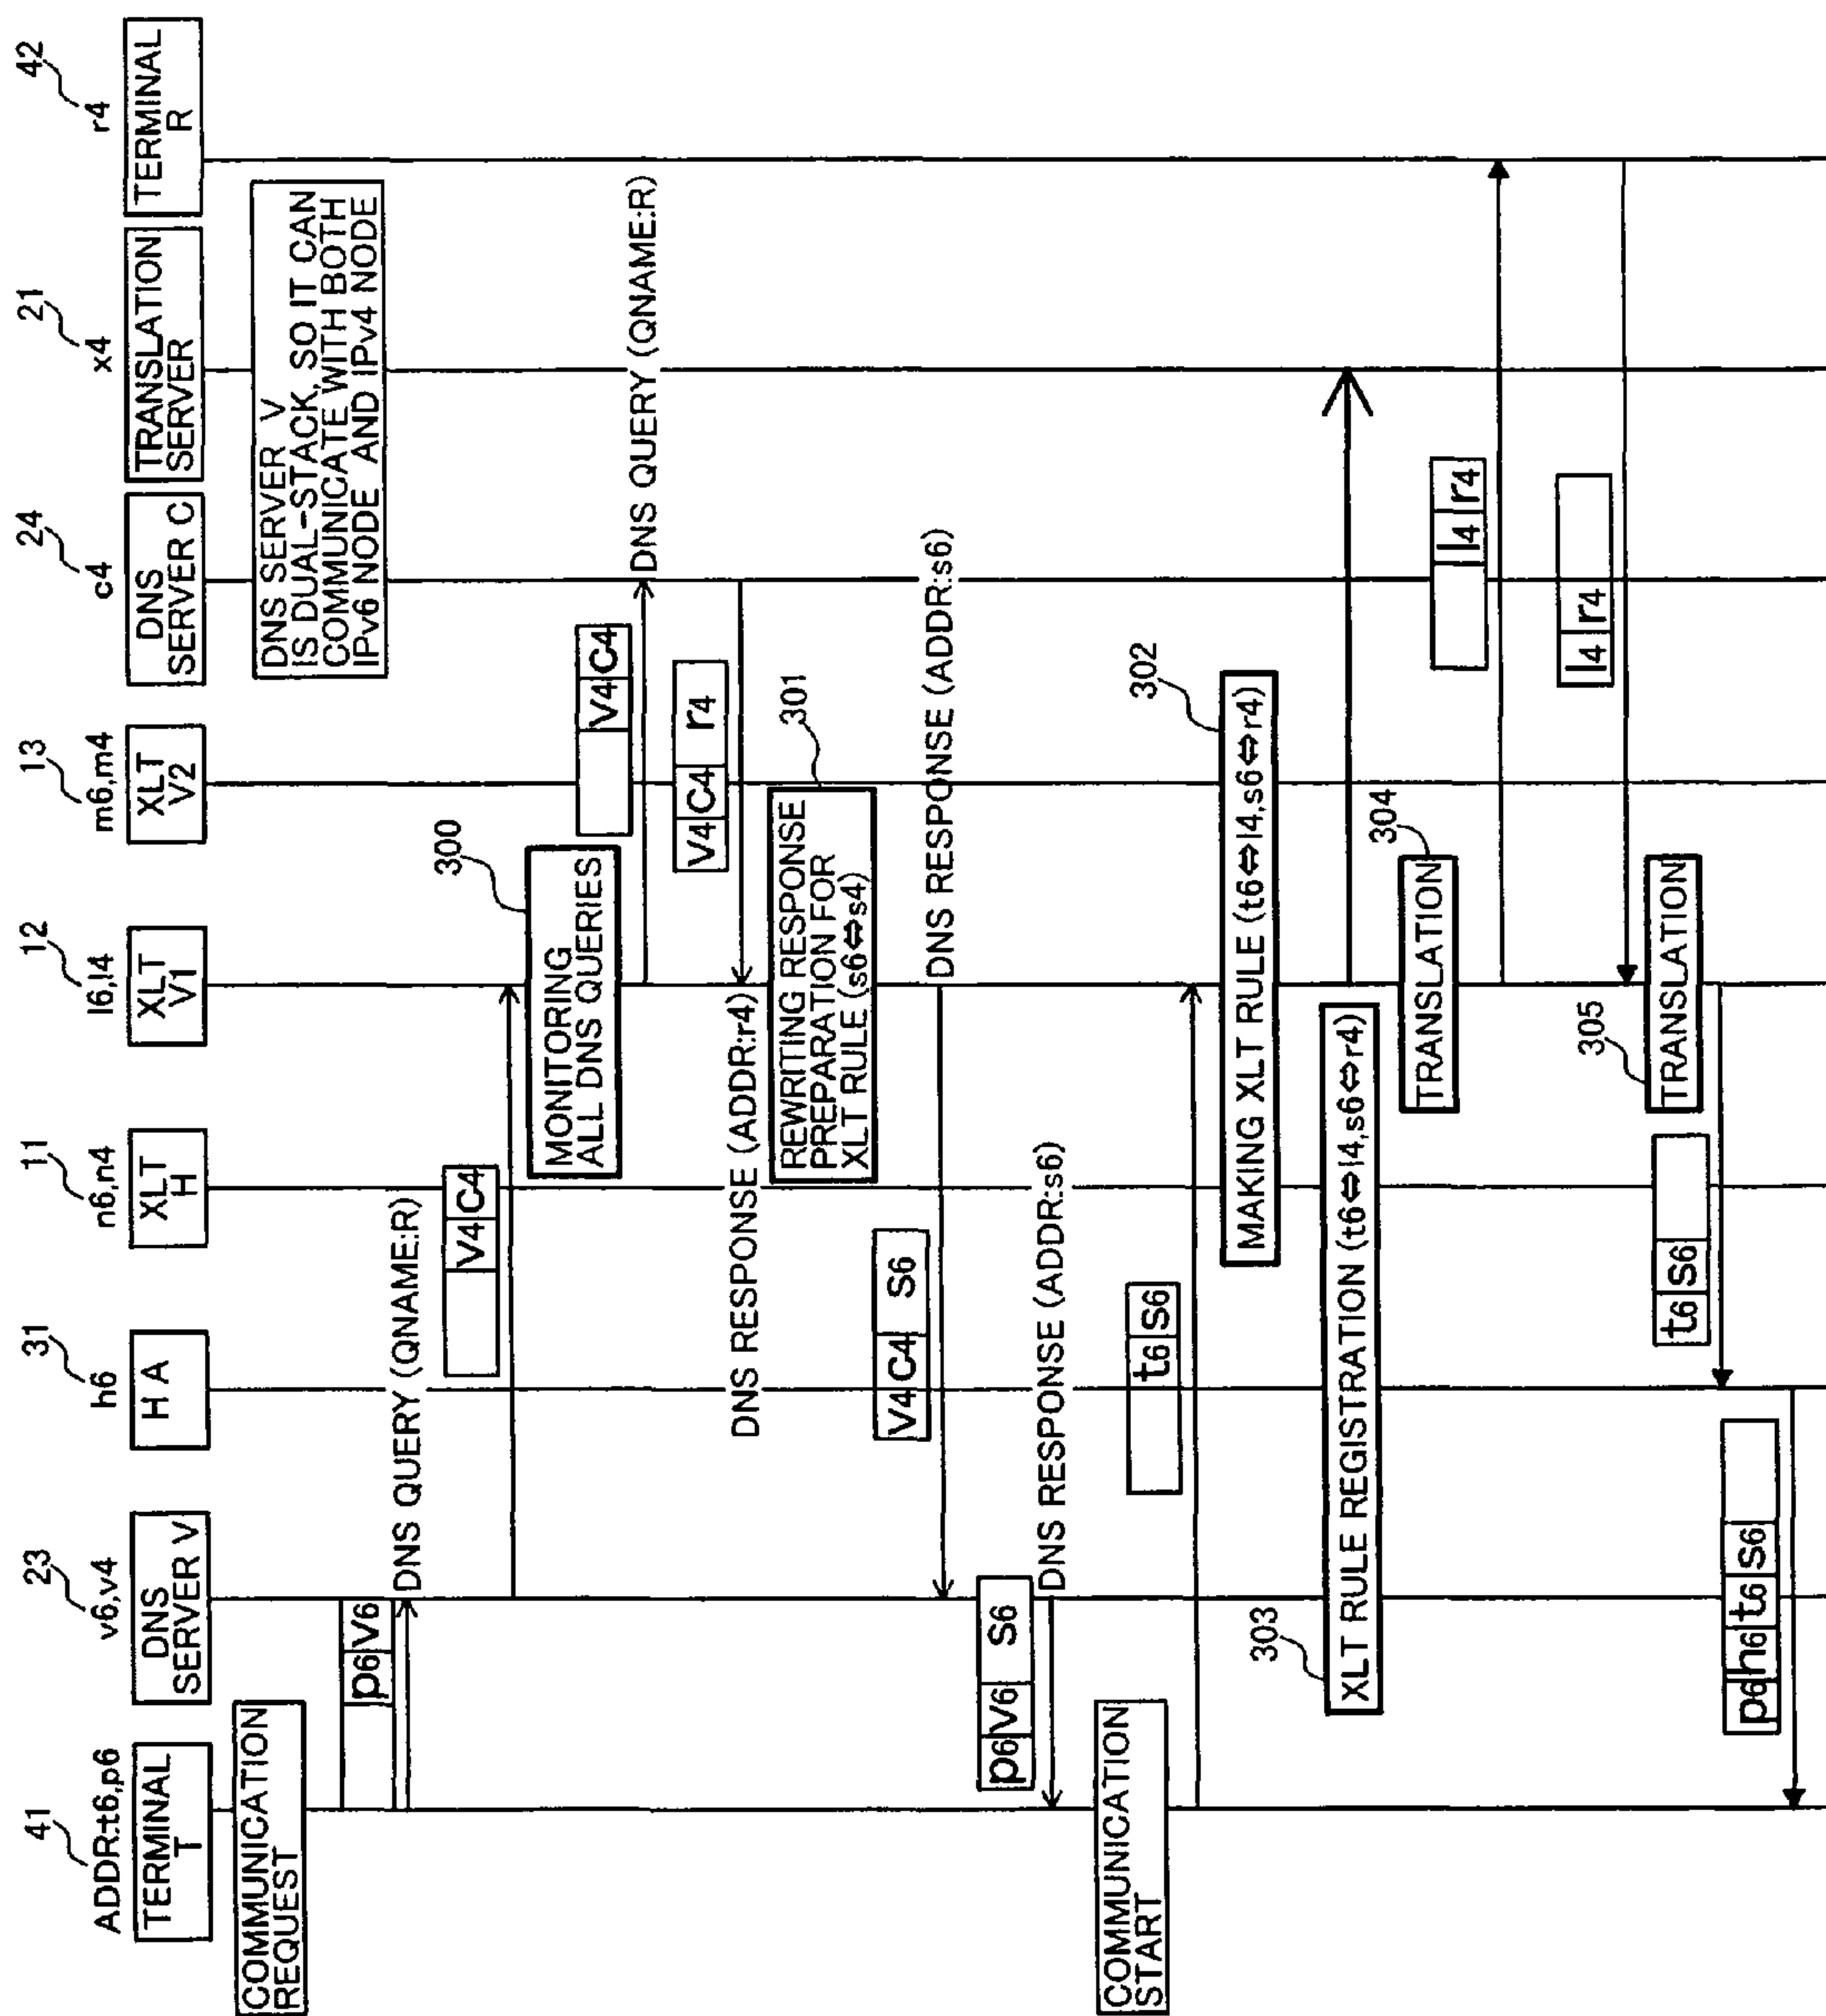 41
ADDR:t6,p6
TERMINAL
T
23
v6,v4
DNS
SERVER V
31
h6
H A
11
n6,n4
XLT
H
12
l6,l4
XLT
V1
13
m6,m4
XLT
V2
24
c4
DNS
SERVER C
21
x4
TRANSLATION
SERVER
42
r4
TERMINAL
R
COMMUNICATION
REQUEST
DNS SERVER V
IS DUAL-STACK, SO IT CAN
COMMUNICATE WITH BOTH
IPv6 NODE AND IPv4 NODE
p6 v6
DNS QUERY (QNAME:R)
v4 c4
300
MONITORING
ALL DNS QUERIES
v4 c4
DNS QUERY (QNAME:R)
v4 c4 r4
DNS RESPONSE (ADDR:r4)
301
REWRITING RESPONSE
PREPARATION FOR
XLT RULE (s6⇔s4)
v4 c4 s6
DNS RESPONSE (ADDR:s6)
p6 v6 s6
DNS RESPONSE (ADDR:s6)
COMMUNICATION
START
t6 s6
302
MAKING XLT RULE (t6⇔l4,s6⇔r4)
303
XLT RULE REGISTRATION (t6⇔l4,s6⇔r4)
304
TRANSLATION
l4 r4
l4 r4
305
TRANSLATION
t6 s6
p6 h6 t6 s6